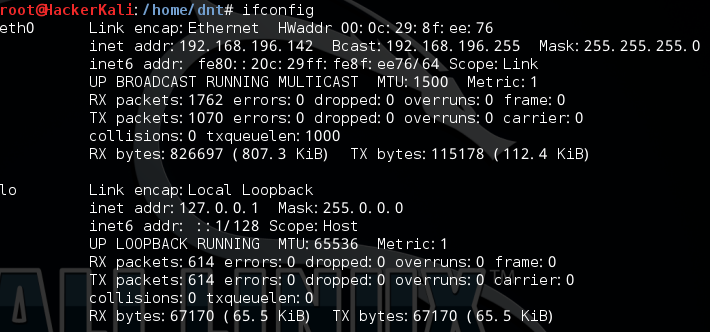 root@HackerKali:/home/dnt# ifconfig
eth0      Link encap:Ethernet  HWaddr 00:0c:29:8f:ee:76
          inet addr:192.168.196.142  Bcast:192.168.196.255  Mask:255.255.255.0
          inet6 addr: fe80::20c:29ff:fe8f:ee76/64 Scope:Link
          UP BROADCAST RUNNING MULTICAST  MTU:1500  Metric:1
          RX packets:1762 errors:0 dropped:0 overruns:0 frame:0
          TX packets:1070 errors:0 dropped:0 overruns:0 carrier:0
          collisions:0 txqueuelen:1000
          RX bytes:826697 (807.3 KiB)  TX bytes:115178 (112.4 KiB)
lo        Link encap:Local Loopback
          inet addr:127.0.0.1  Mask:255.0.0.0
          inet6 addr: ::1/128 Scope:Host
          UP LOOPBACK RUNNING  MTU:65536  Metric:1
          RX packets:614 errors:0 dropped:0 overruns:0 frame:0
          TX packets:614 errors:0 dropped:0 overruns:0 carrier:0
          collisions:0 txqueuelen:0
          RX bytes:67170 (65.5 KiB)  TX bytes:67170 (65.5 KiB)